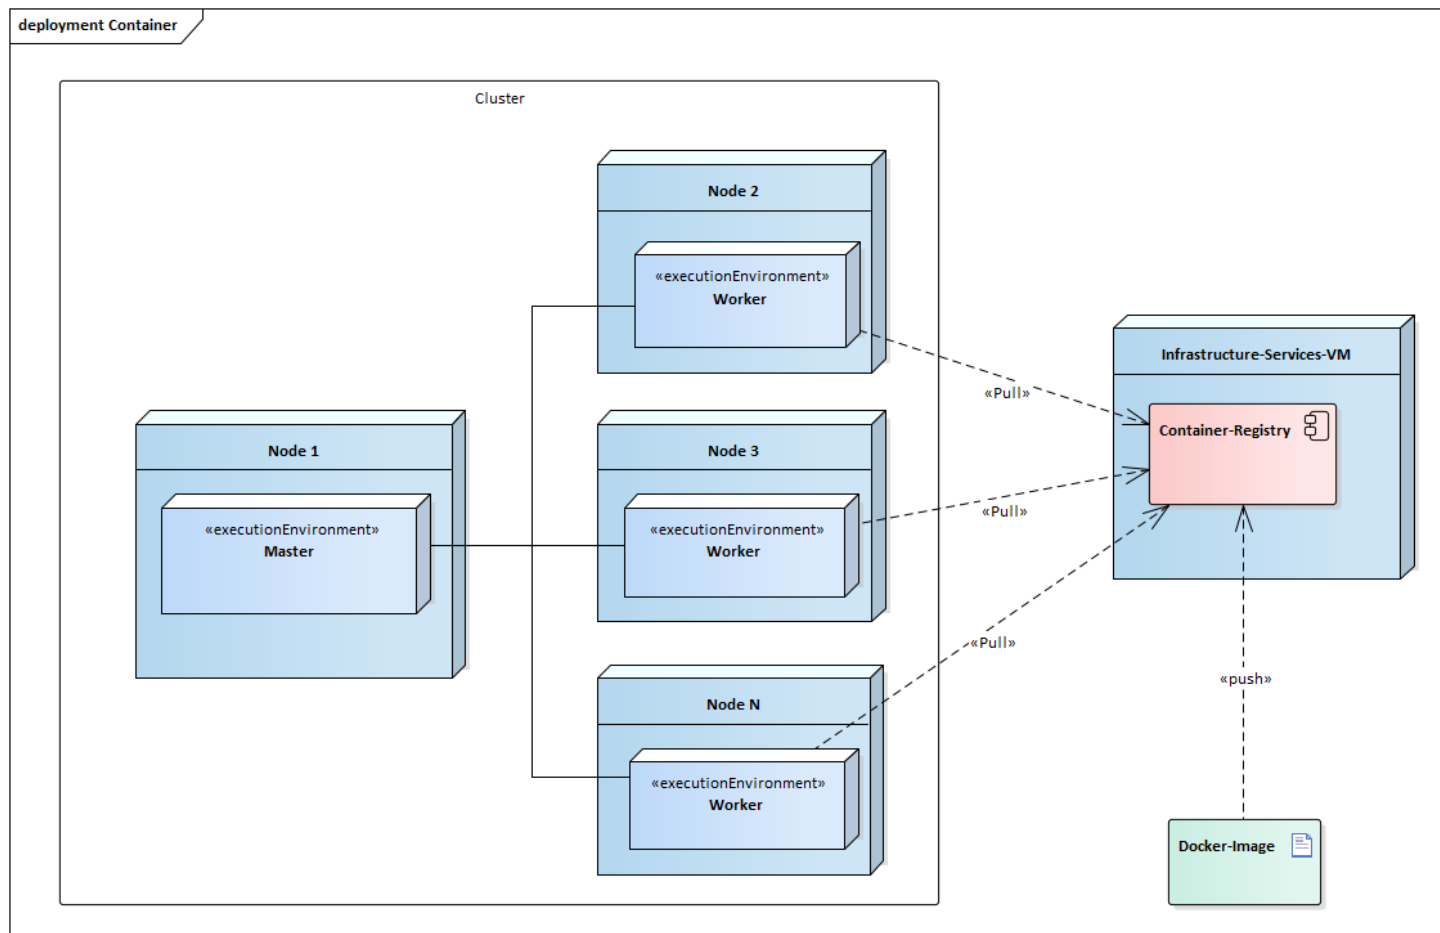 deployment Container
Cluster
Node 2
«executionEnvironment»
Worker
Node 1
«executionEnvironment»
Master
Node 3
«executionEnvironment»
Worker
Node N
«executionEnvironment»
Worker
«Pull»
«Pull»
«Pull»
Infrastructure-Services-VM
Container-Registry
«push»
Docker-Image